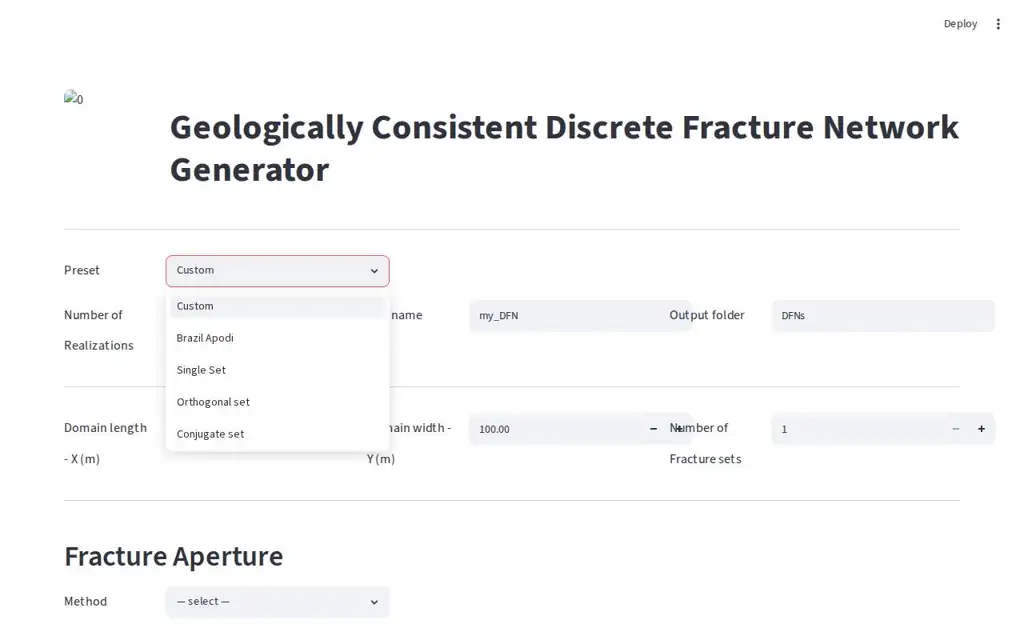 Deploy
0
Geologically Consistent Discrete Fracture Network
Generator
Preset
Custom
Custom
Brazil Apodi
Single Set
Orthogonal set
Conjugate set
Number of
Realizations
name
my_DFN
Output folder
DFNs
Domain length
- X (m)
ain width -
Y (m)
100.00
Number of
Fracture sets
1
Fracture Aperture
Method
— select —